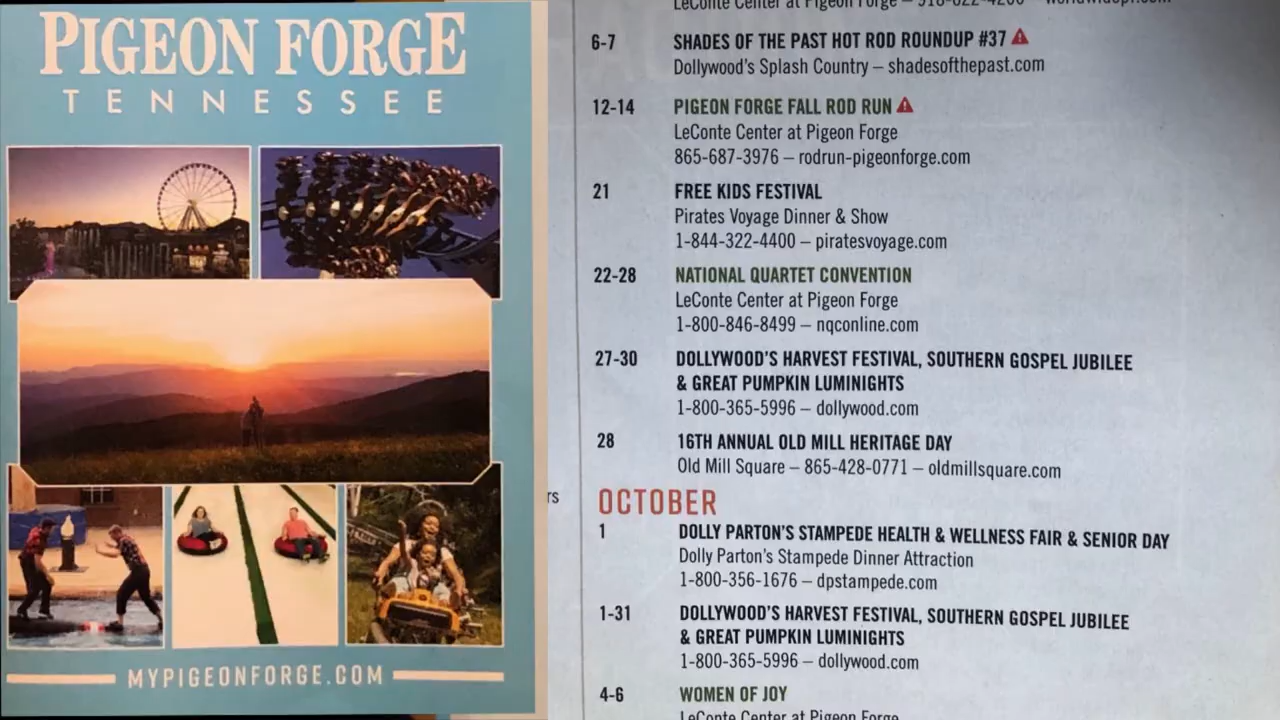 PIGEON FORGE
TENNESSEE
MYPIGEONFORGE.COM
LeConte Center at Pigeon Forge –
6-7 SHADES OF THE PAST HOT ROD ROUNDUP #37
Dollywood's Splash Country – shadesofthepast.com
12-14 PIGEON FORGE FALL ROD RUN
LeConte Center at Pigeon Forge
865-687-3976 – rodrun-pigeonforge.com
21 FREE KIDS FESTIVAL
Pirates Voyage Dinner & Show
1-844-322-4400 – piratesvoyage.com
22-28 NATIONAL QUARTET CONVENTION
LeConte Center at Pigeon Forge
1-800-846-8499 – nqconline.com
27-30 DOLLYWOOD'S HARVEST FESTIVAL, SOUTHERN GOSPEL JUBILEE
& GREAT PUMPKIN LUMINIGHTS
1-800-365-5996 – dollywood.com
28 16TH ANNUAL OLD MILL HERITAGE DAY
Old Mill Square – 865-428-0771 – oldmillsquare.com
rs
OCTOBER
1 DOLLY PARTON'S STAMPEDE HEALTH & WELLNESS FAIR & SENIOR DAY
Dolly Parton's Stampede Dinner Attraction
1-800-356-1676 – dpstampede.com
1-31 DOLLYWOOD'S HARVEST FESTIVAL, SOUTHERN GOSPEL JUBILEE
& GREAT PUMPKIN LUMINIGHTS
1-800-365-5996 – dollywood.com
4-6 WOMEN OF JOY
LeConte Center at Pigeon Forge